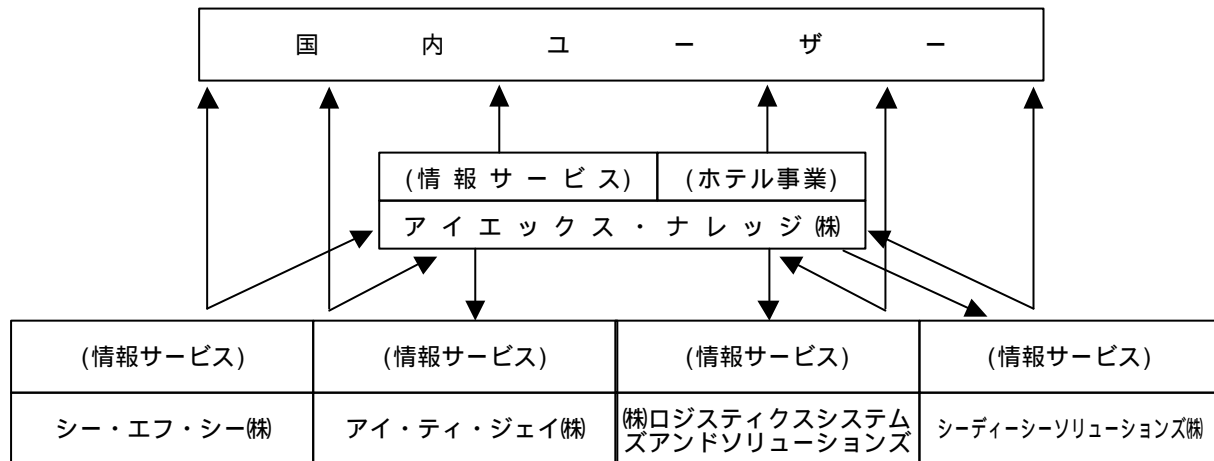 国内ユーザー
(情報サービス)
(ホテル事業)
アイエックス・ナレッジ㈱
(情報サービス)
(情報サービス)
(情報サービス)
(情報サービス)
シー・エフ・シー㈱
アイ・ティ・ジェイ㈱
㈱ロジスティクスシステム
ズアンドソリューションズ
シーディーシーソリューションズ㈱